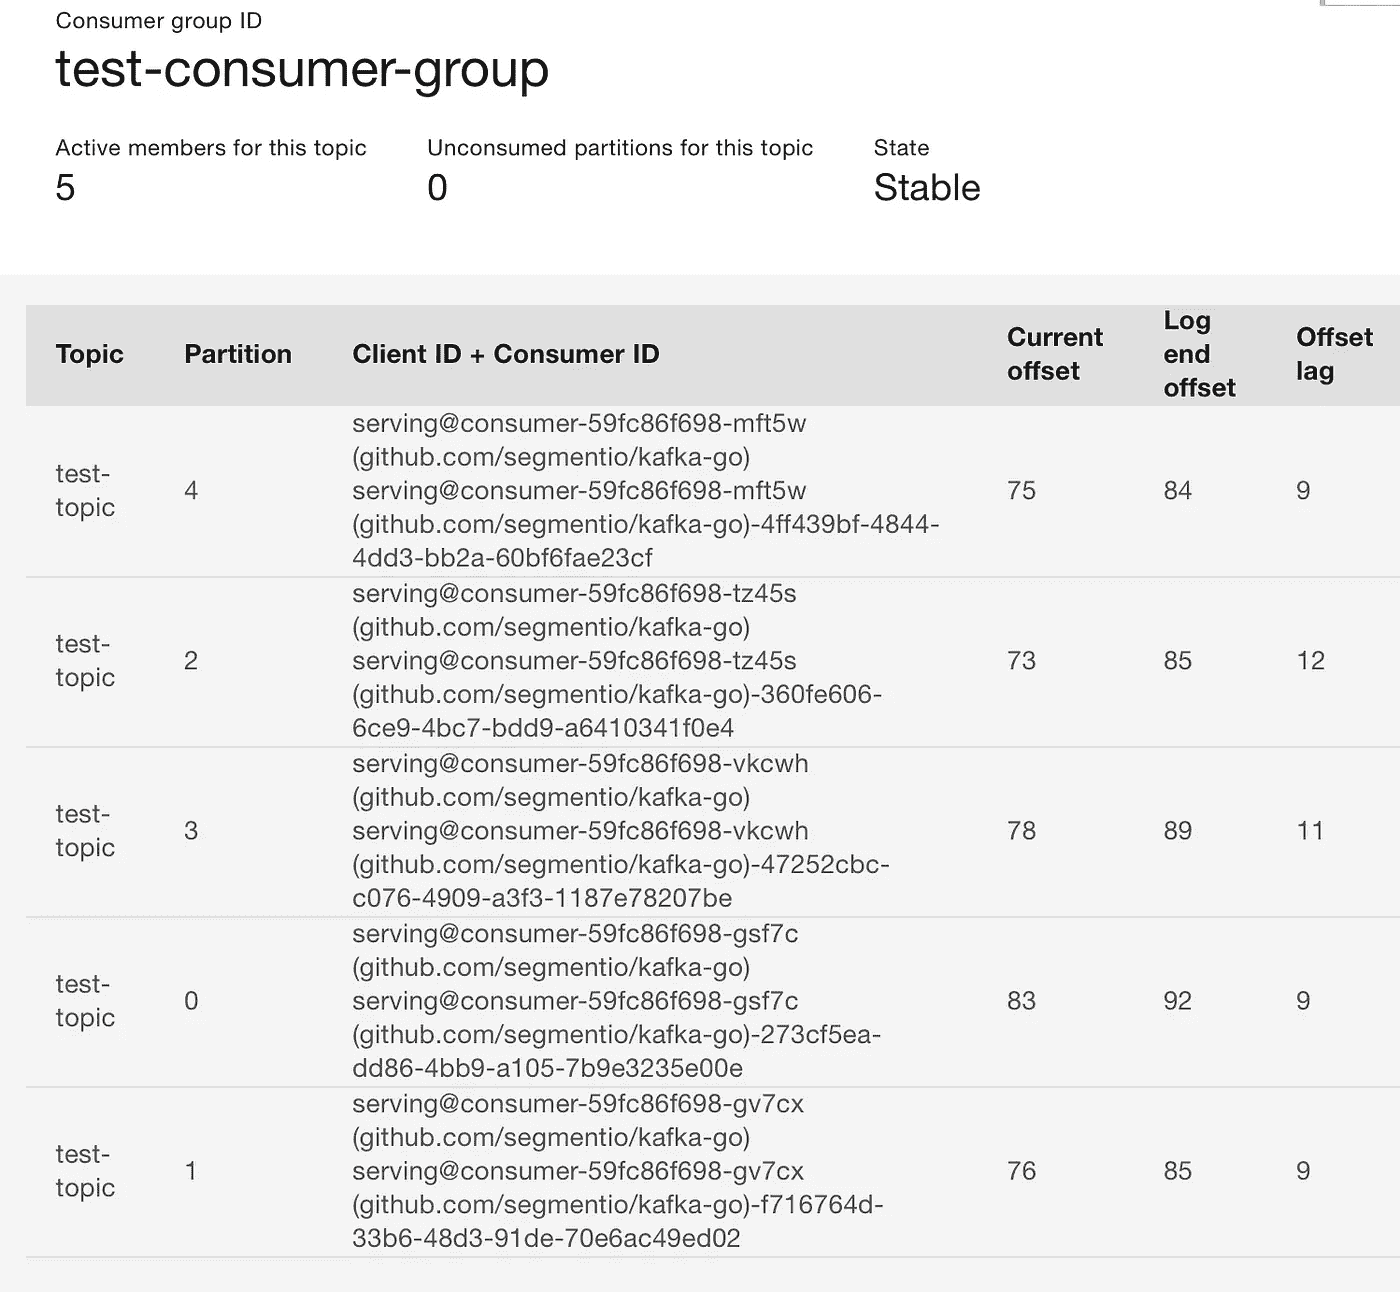 Consumer group ID
test-consumer-group
Active members for this topic Unconsumed partitions for this topic State
5 0 Stable
Topic Partition Client ID + Consumer ID Current offset Log end offset Offset lag
test-
topic
4
serving@consumer-59fc86f698-mft5w
(github.com/segmentio/kafka-go)
serving@consumer-59fc86f698-mft5w
(github.com/segmentio/kafka-go)-4ff439bf-4844-
4dd3-bb2a-60bf6fae23cf
75 84 9
test-
topic
2
serving@consumer-59fc86f698-tz45s
(github.com/segmentio/kafka-go)
serving@consumer-59fc86f698-tz45s
(github.com/segmentio/kafka-go)-360fe606-
6ce9-4bc7-bdd9-a6410341f0e4
73 85 12
test-
topic
3
serving@consumer-59fc86f698-vkcwh
(github.com/segmentio/kafka-go)
serving@consumer-59fc86f698-vkcwh
(github.com/segmentio/kafka-go)-47252cbc-
c076-4909-a3f3-1187e78207be
78 89 11
test-
topic
0
serving@consumer-59fc86f698-gsf7c
(github.com/segmentio/kafka-go)
serving@consumer-59fc86f698-gsf7c
(github.com/segmentio/kafka-go)-273cf5ea-
dd86-4bb9-a105-7b9e3235e00e
83 92 9
test-
topic
1
serving@consumer-59fc86f698-gv7cx
(github.com/segmentio/kafka-go)
serving@consumer-59fc86f698-gv7cx
(github.com/segmentio/kafka-go)-f716764d-
33b6-48d3-91de-70e6ac49ed02
76 85 9